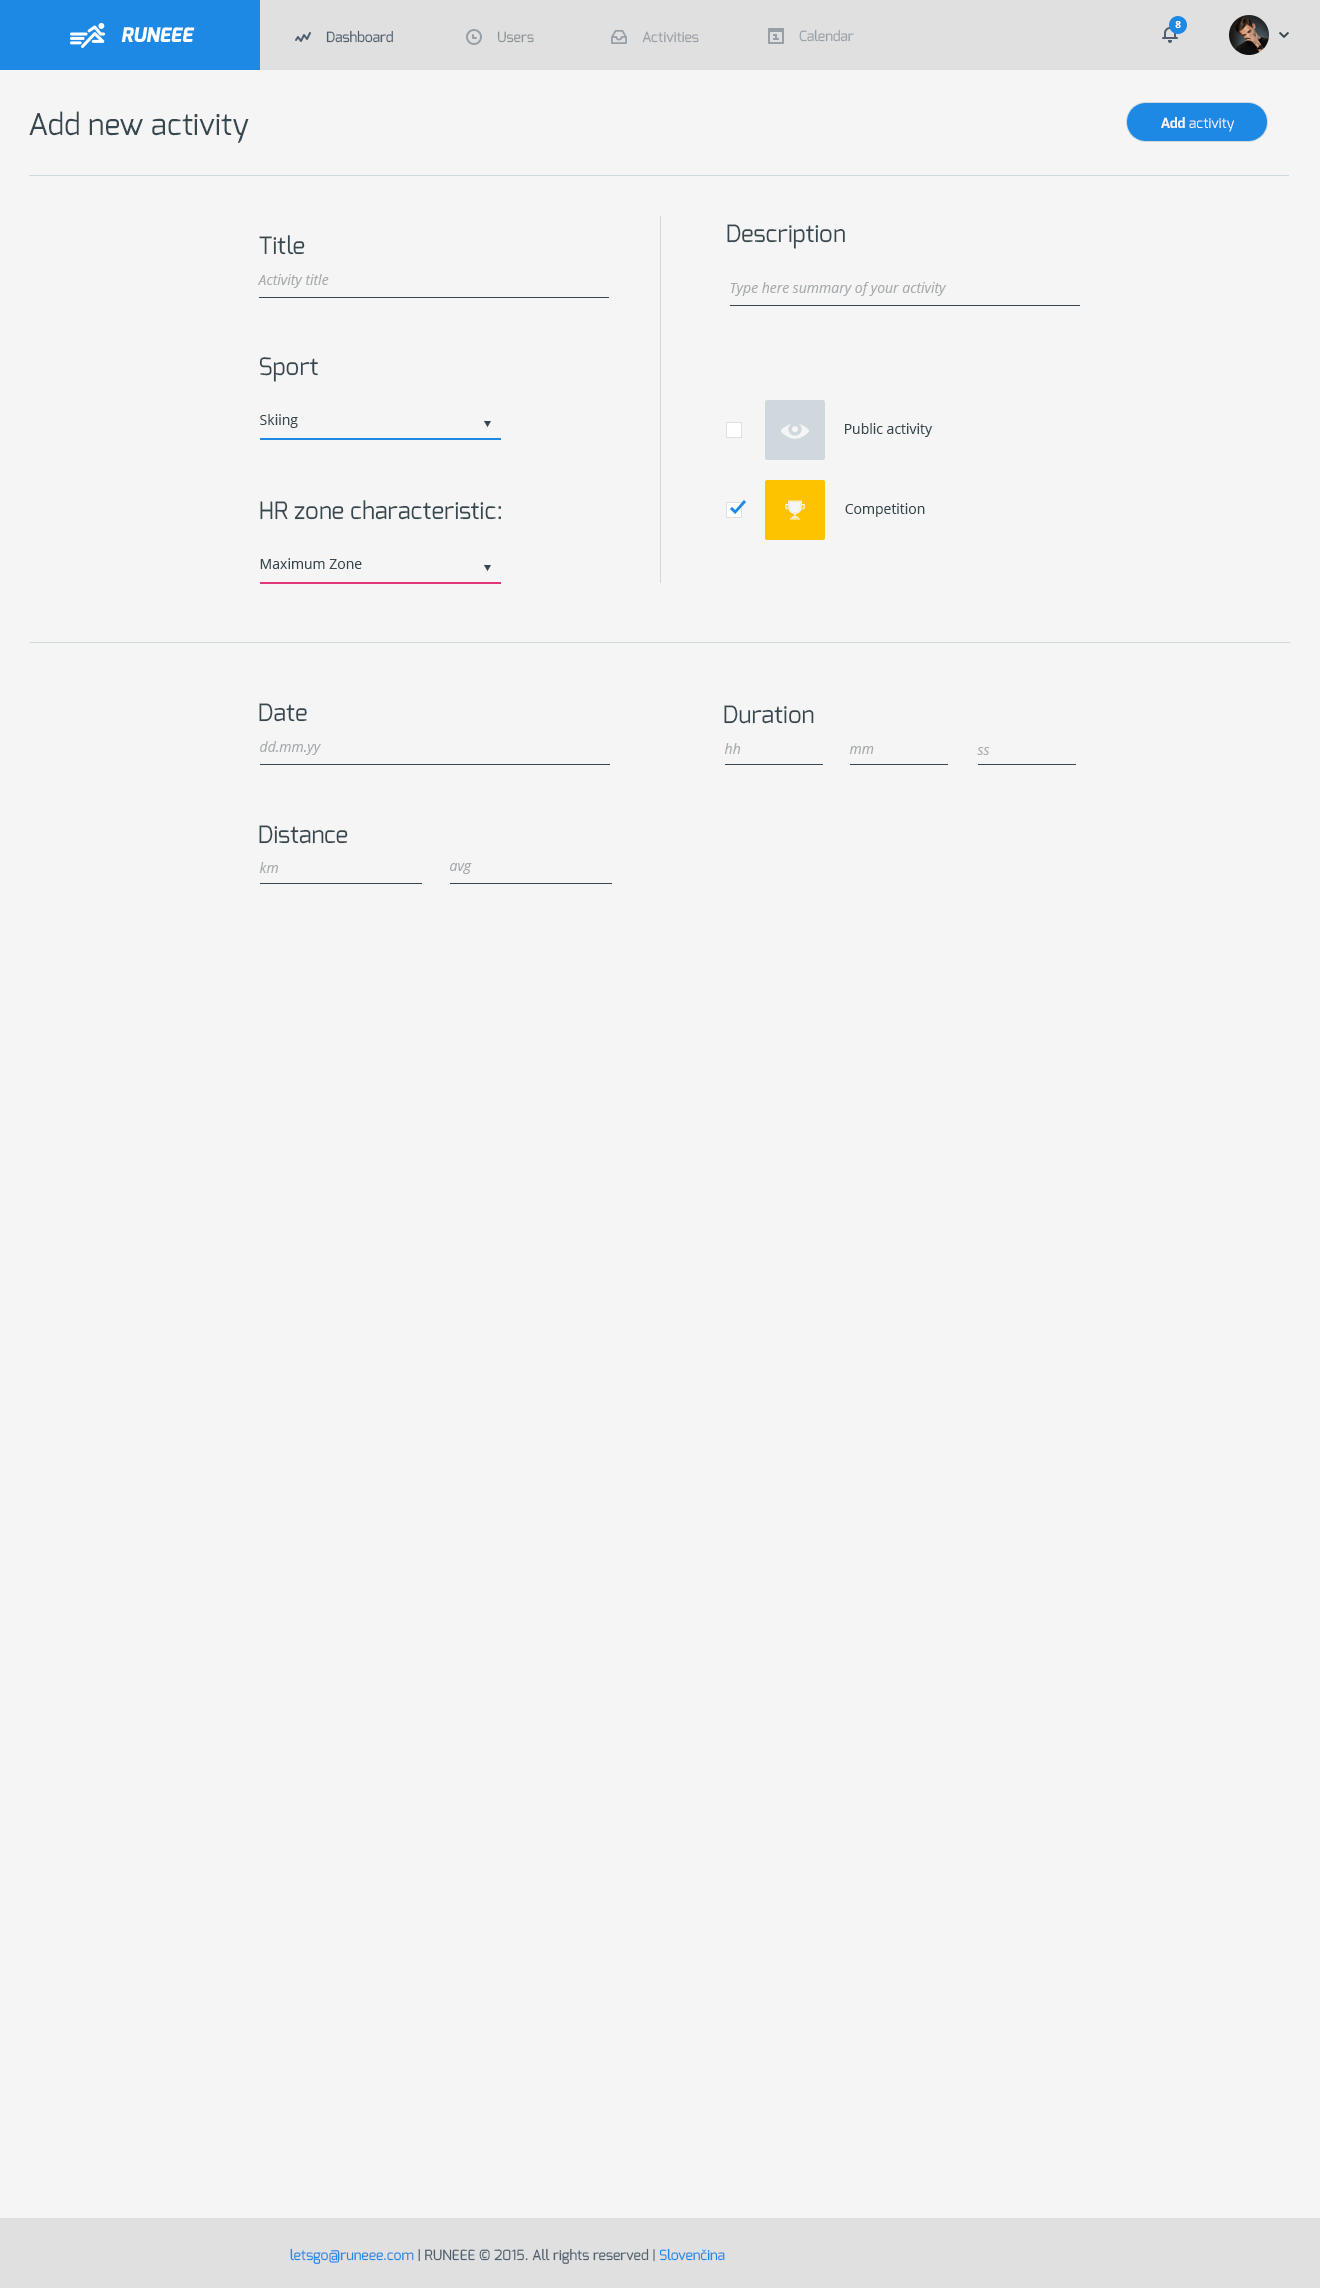 RUNEEE
Dashboard
Users
Activities
1
Calendar
8
Add new activity
Add activity
Title
Activity title
Description
Type here summary of your activity
Sport
Skiing
Public activity
HR zone characteristic:
Competition
Maximum Zone
Date
dd.mm.yy
Duration
hh mm ss
Distance
km avg
letsgo@runeee.com | RUNEEE © 2015. All rights reserved | Slovenčina